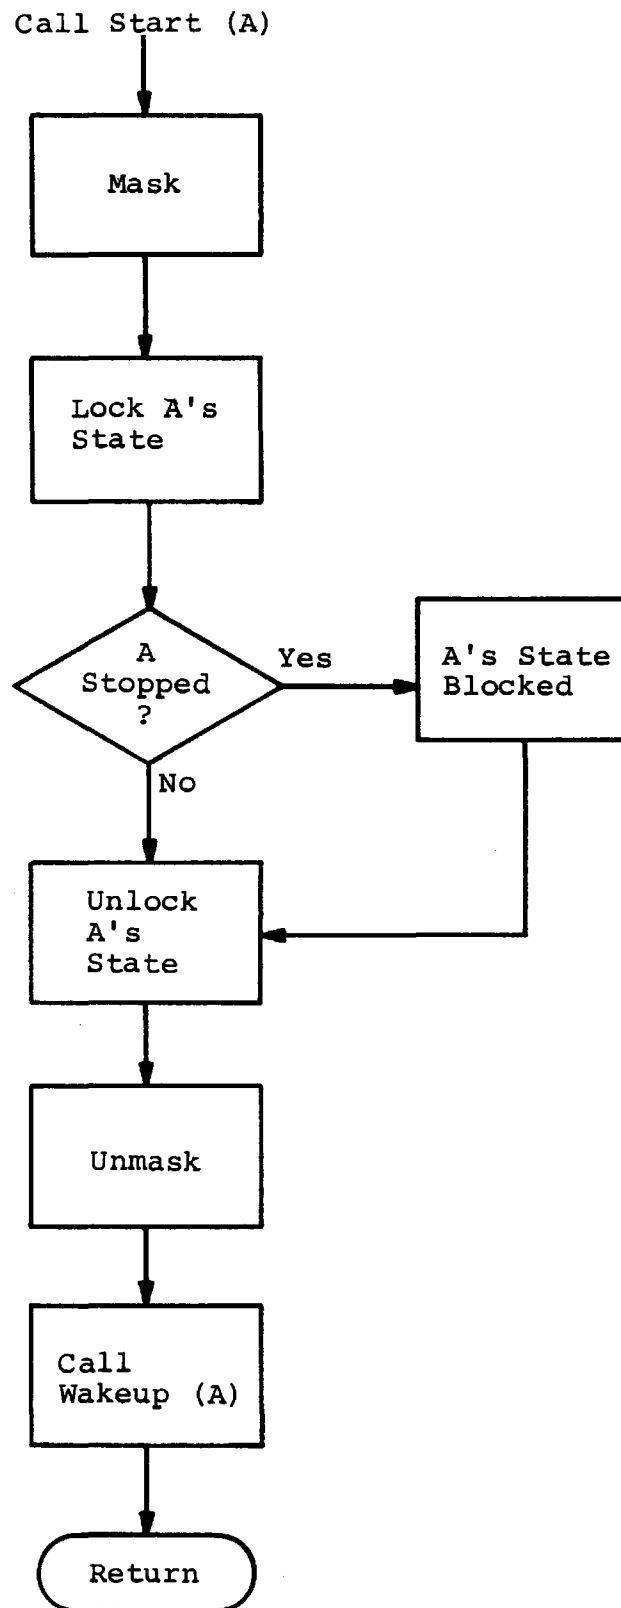 Call Start (A)
Mask
Lock A's
State
A
Stopped
?
Yes
A's State
Blocked
No
Unlock
A's
State
Unmask
Call
Wakeup (A)
Return